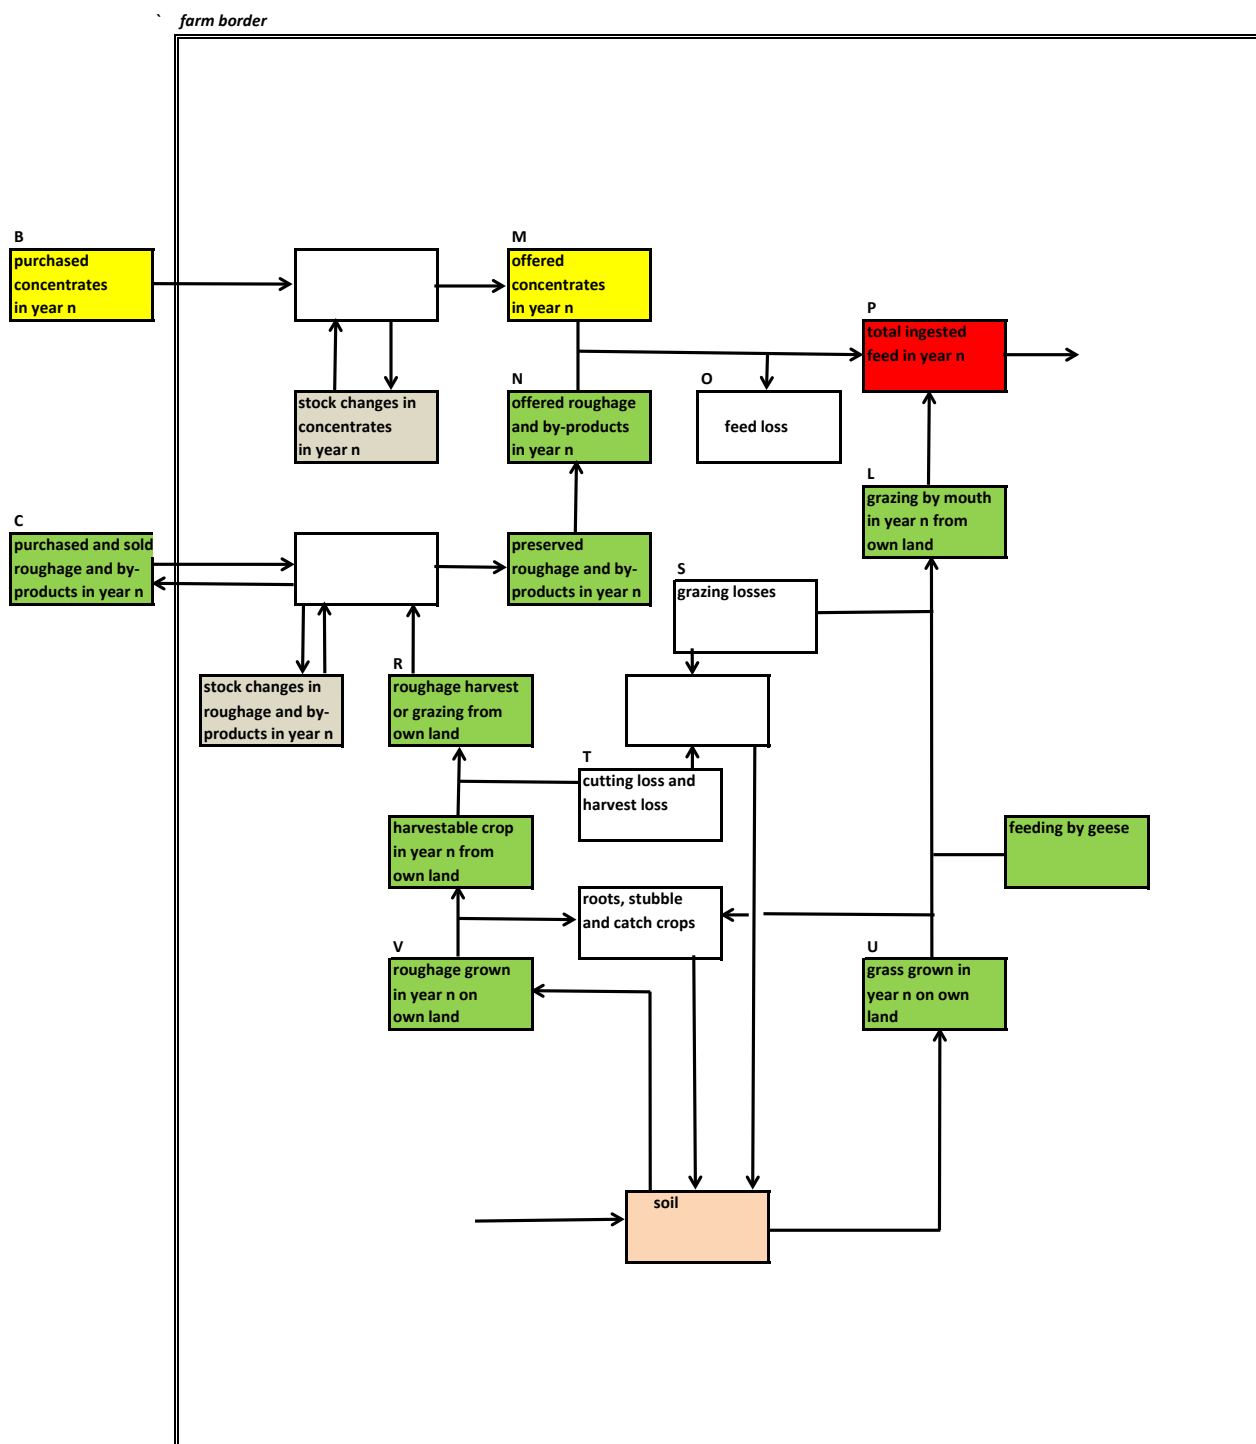 ` farm border
B
purchased
concentrates
in year n
M
offered
concentrates
in year n
P
total ingested
feed in year n
stock changes in
concentrates
in year n
N
offered roughage
and by-products
in year n
O
feed loss
L
grazing by mouth
in year n from
own land
C
purchased and sold
roughage and by-
products in year n
preserved
roughage and by-
products in year n
S
grazing losses
stock changes in
roughage and by-
products in year n
R
roughage harvest
or grazing from
own land
T
cutting loss and
harvest loss
harvestable crop
in year n from
own land
feeding by geese
roots, stubble
and catch crops
V
roughage grown
in year n on
own land
U
grass grown in
year n on own
land
soil